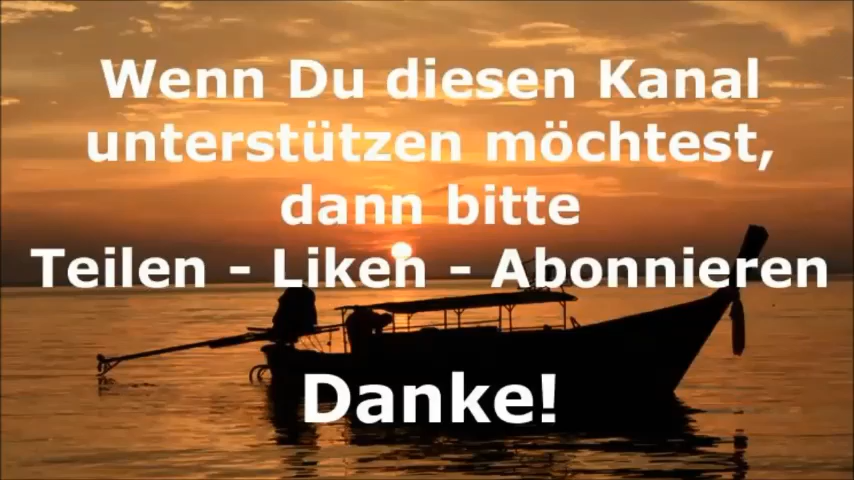 Wenn Du diesen Kanal
unterstützen möchtest,
dann bitte
Teilen - Liken - Abonnieren
Danke!